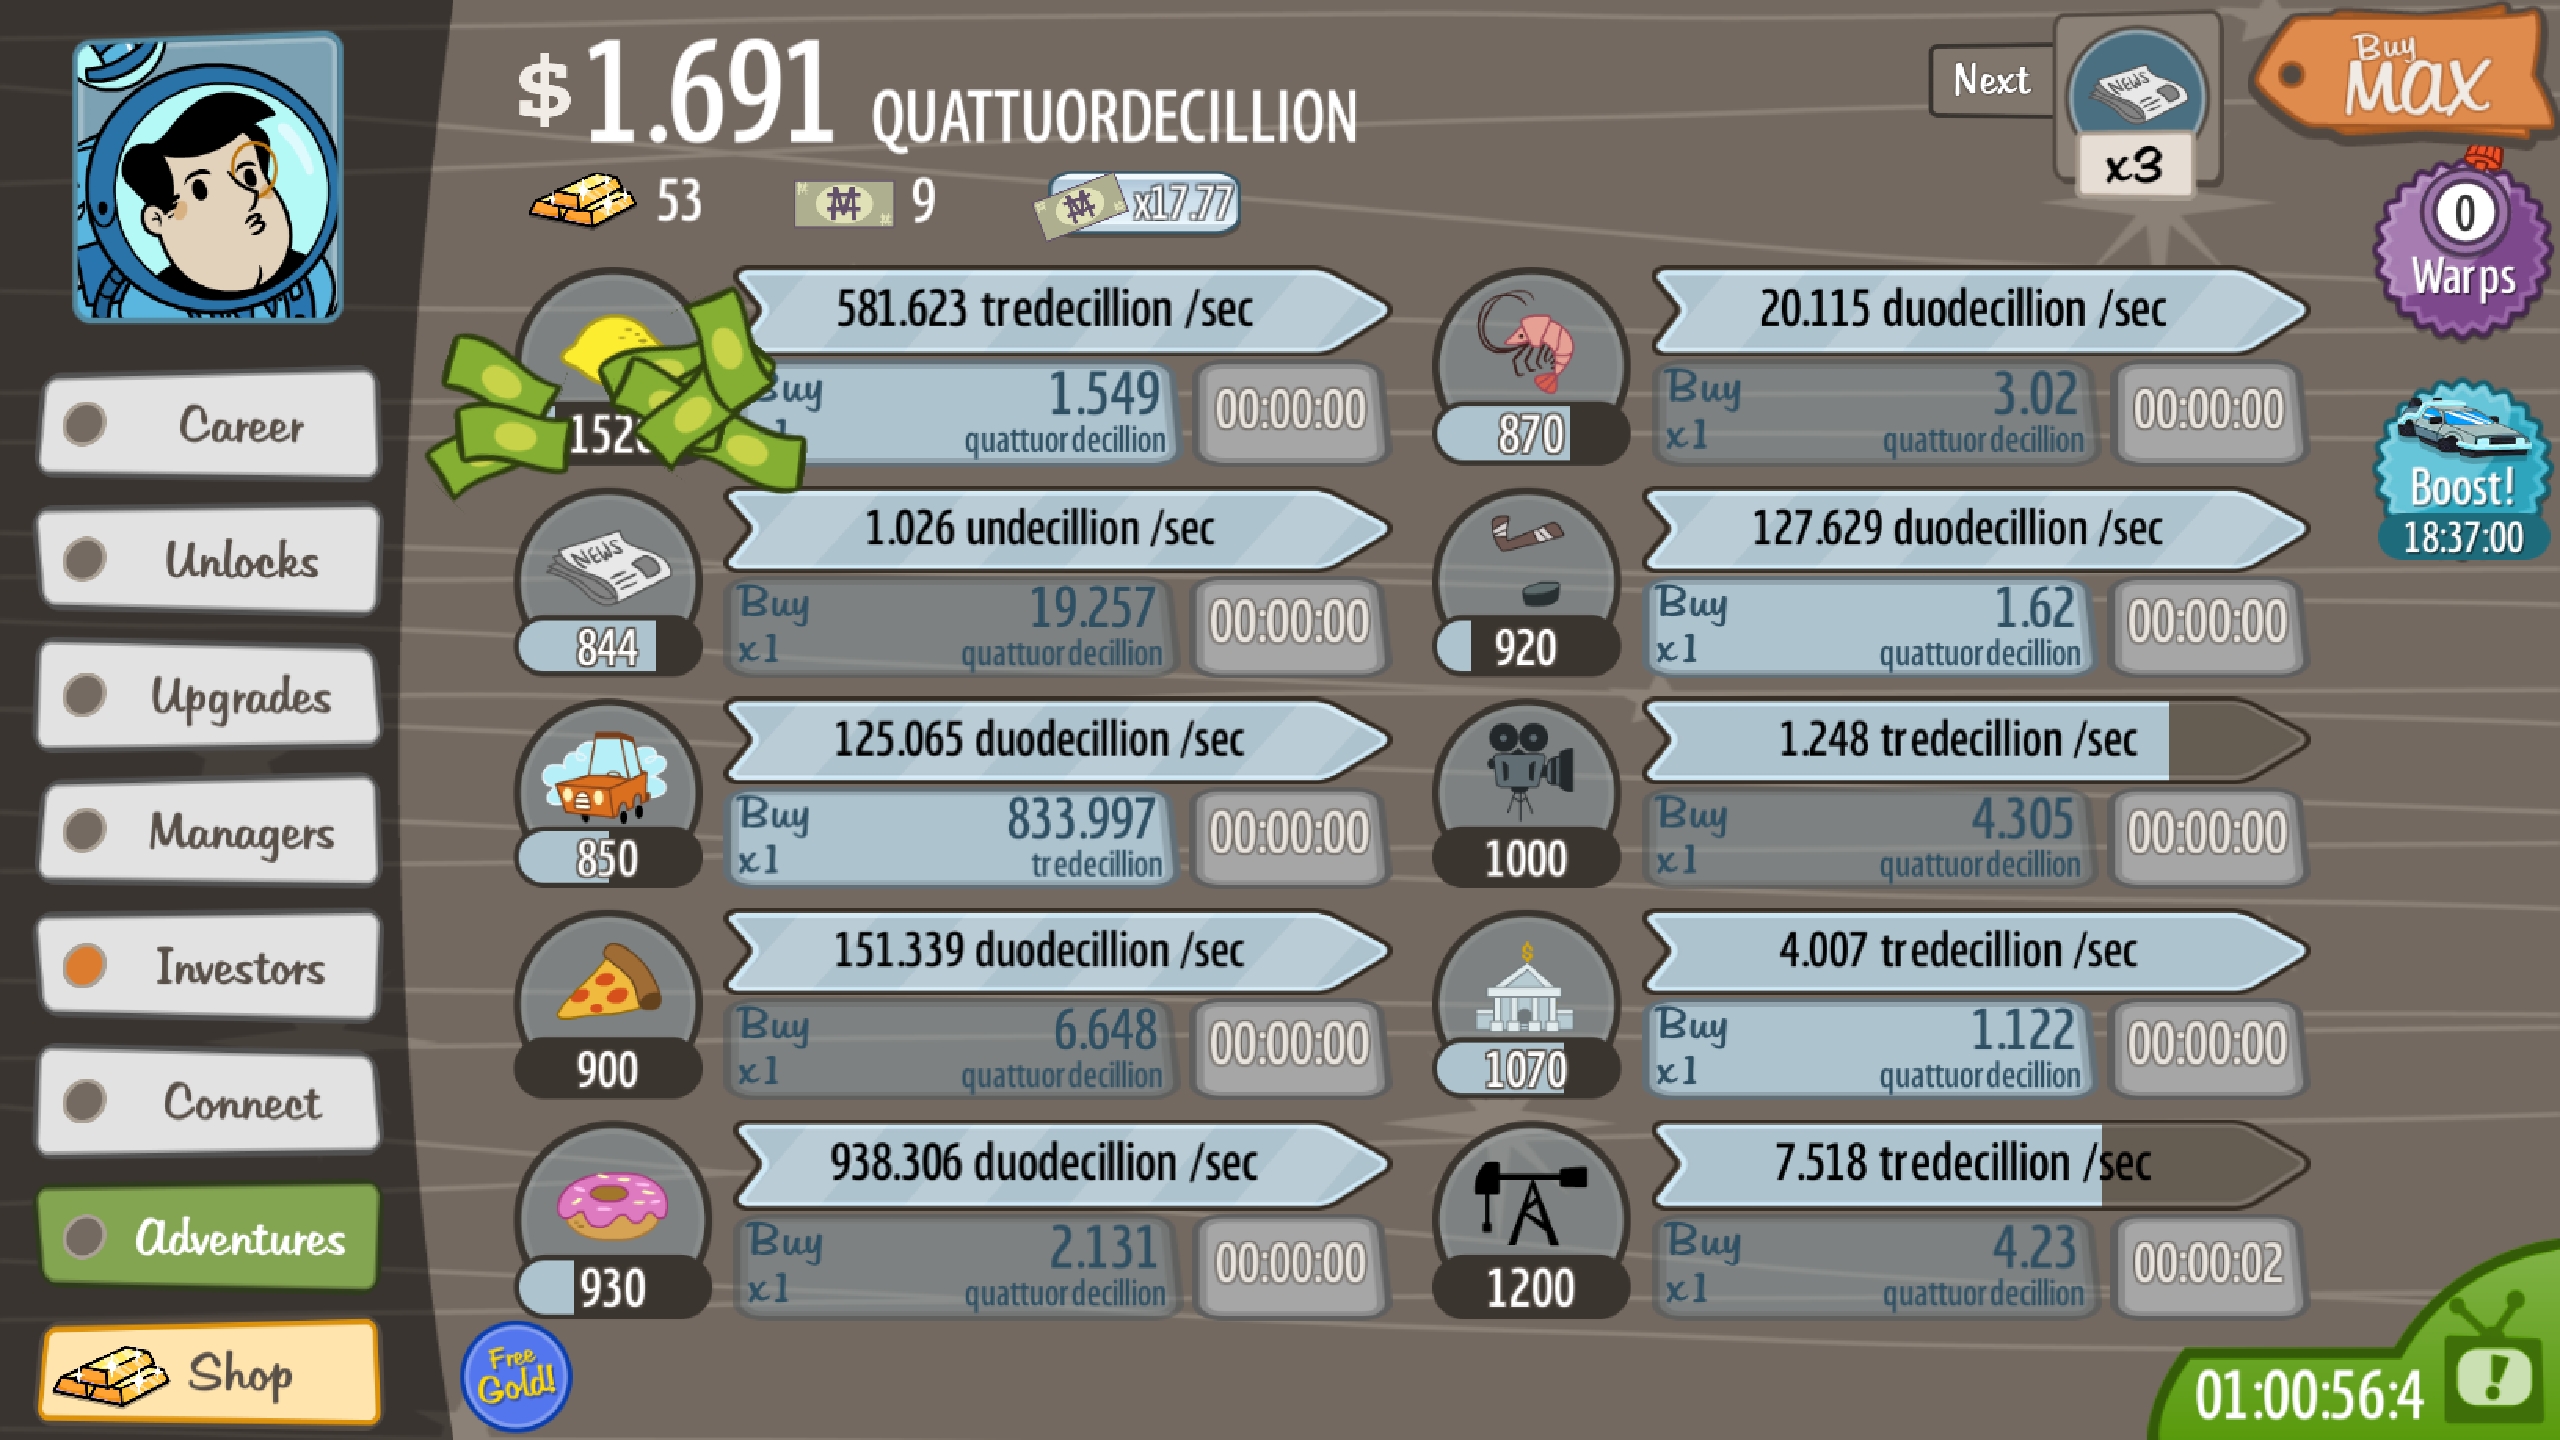 $1.691 QUATTUORDECILLION
Next
x3
Buy
MAX
53
9
x17.77
0
Warps
Boost!
18:37:00
Career
Unlocks
Upgrades
Managers
Investors
Connect
Adventures
Shop
581.623 tredecillion /sec
Buy 1.549
quattuordecillion
00:00:00
NEWS
844
1.026 undecillion /sec
Buy 19.257
x1 quattuordecillion
00:00:00
850
125.065 duodecillion /sec
Buy 833.997
x1 tredecillion
00:00:00
900
151.339 duodecillion /sec
Buy 6.648
x1 quattuordecillion
00:00:00
930
938.306 duodecillion /sec
Buy 2.131
x1 quattuordecillion
00:00:00
870
20.115 duodecillion /sec
Buy 3.02
x1 quattuordecillion
00:00:00
920
127.629 duodecillion /sec
Buy 1.62
x1 quattuordecillion
00:00:00
1000
1.248 tredecillion /sec
Buy 4.305
x1 quattuordecillion
00:00:00
1070
4.007 tredecillion /sec
Buy 1.122
x1 quattuordecillion
00:00:00
1200
7.518 tredecillion /sec
Buy 4.23
x1 quattuordecillion
00:00:02
Free
Gold!
01:00:56:4